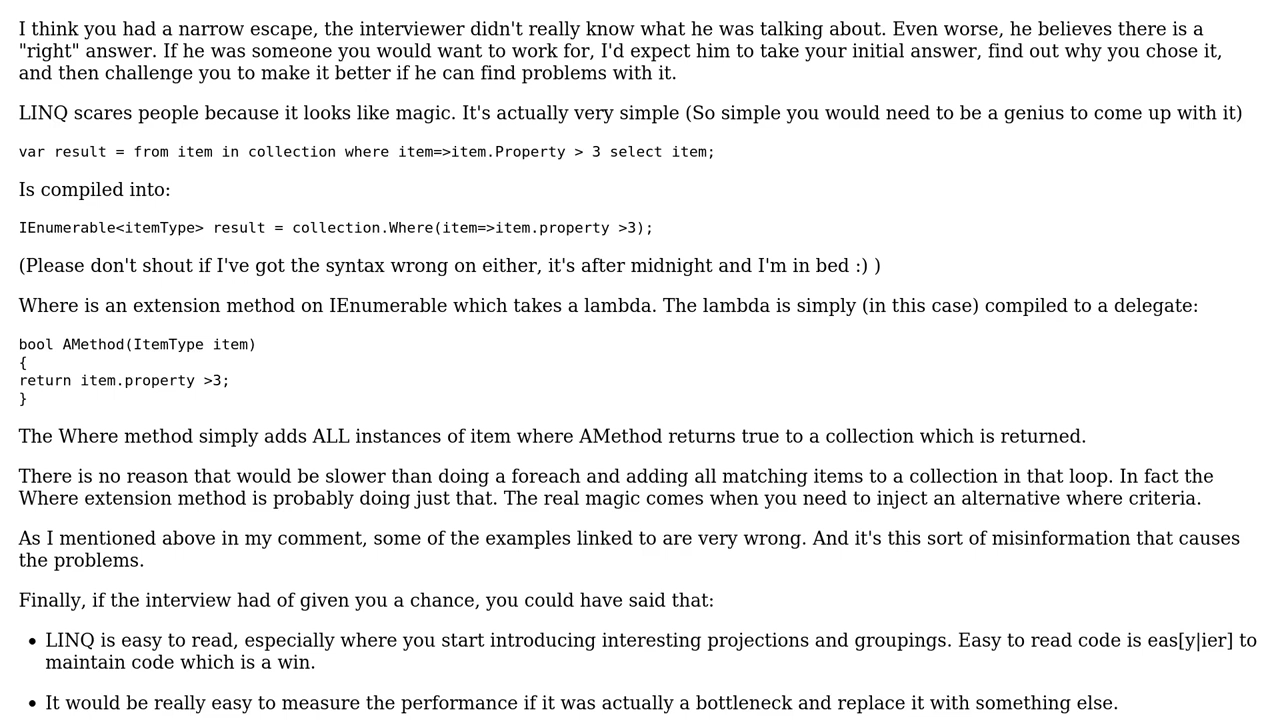 I think you had a narrow escape, the interviewer didn't really know what he was talking about. Even worse, he believes there is a
"right" answer. If he was someone you would want to work for, I'd expect him to take your initial answer, find out why you chose it,
and then challenge you to make it better if he can find problems with it.
LINQ scares people because it looks like magic. It's actually very simple (So simple you would need to be a genius to come up with it)
var result = from item in collection where item=>item.Property > 3 select item;
Is compiled into:
IEnumerable<itemType> result = collection.Where(item=>item.property >3);
(Please don't shout if I've got the syntax wrong on either, it's after midnight and I'm in bed :) )
Where is an extension method on IEnumerable which takes a lambda. The lambda is simply (in this case) compiled to a delegate:
bool AMethod(ItemType item)
{
return item.property >3;
}
The Where method simply adds ALL instances of item where AMethod returns true to a collection which is returned.
There is no reason that would be slower than doing a foreach and adding all matching items to a collection in that loop. In fact the
Where extension method is probably doing just that. The real magic comes when you need to inject an alternative where criteria.
As I mentioned above in my comment, some of the examples linked to are very wrong. And it's this sort of misinformation that causes
the problems.
Finally, if the interview had of given you a chance, you could have said that:
• LINQ is easy to read, especially where you start introducing interesting projections and groupings. Easy to read code is eas[y|ier] to
maintain code which is a win.
• It would be really easy to measure the performance if it was actually a bottleneck and replace it with something else.